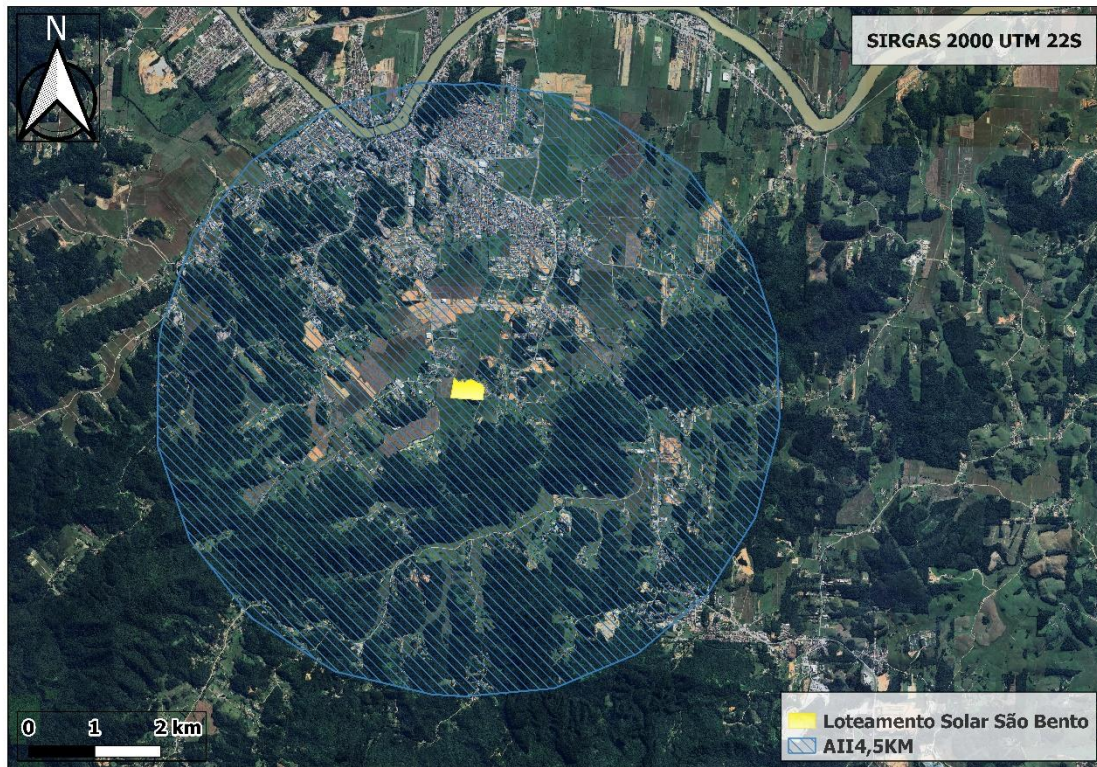 N
SIRGAS 2000 UTM 22S
0 1 2 km
Loteamento Solar São Bento
AII4,5KM